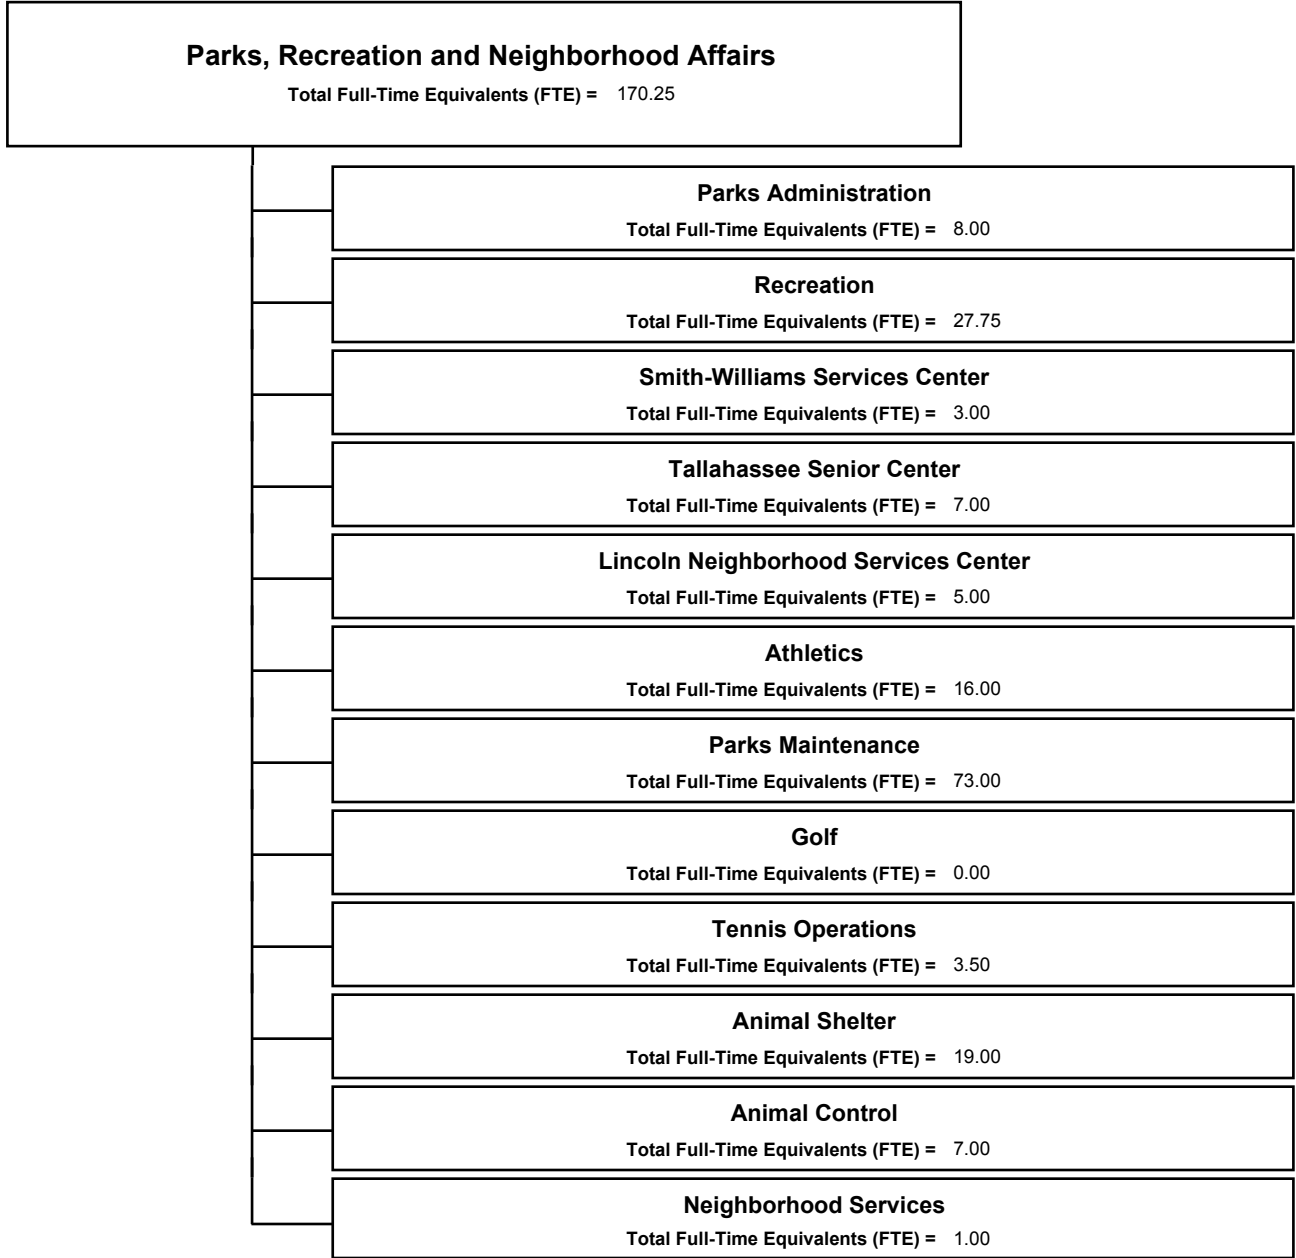 Parks, Recreation and Neighborhood Affairs
Total Full-Time Equivalents (FTE) = 170.25
Parks Administration
Total Full-Time Equivalents (FTE) = 8.00
Recreation
Total Full-Time Equivalents (FTE) = 27.75
Smith-Williams Services Center
Total Full-Time Equivalents (FTE) = 3.00
Tallahassee Senior Center
Total Full-Time Equivalents (FTE) = 7.00
Lincoln Neighborhood Services Center
Total Full-Time Equivalents (FTE) = 5.00
Athletics
Total Full-Time Equivalents (FTE) = 16.00
Parks Maintenance
Total Full-Time Equivalents (FTE) = 73.00
Golf
Total Full-Time Equivalents (FTE) = 0.00
Tennis Operations
Total Full-Time Equivalents (FTE) = 3.50
Animal Shelter
Total Full-Time Equivalents (FTE) = 19.00
Animal Control
Total Full-Time Equivalents (FTE) = 7.00
Neighborhood Services
Total Full-Time Equivalents (FTE) = 1.00